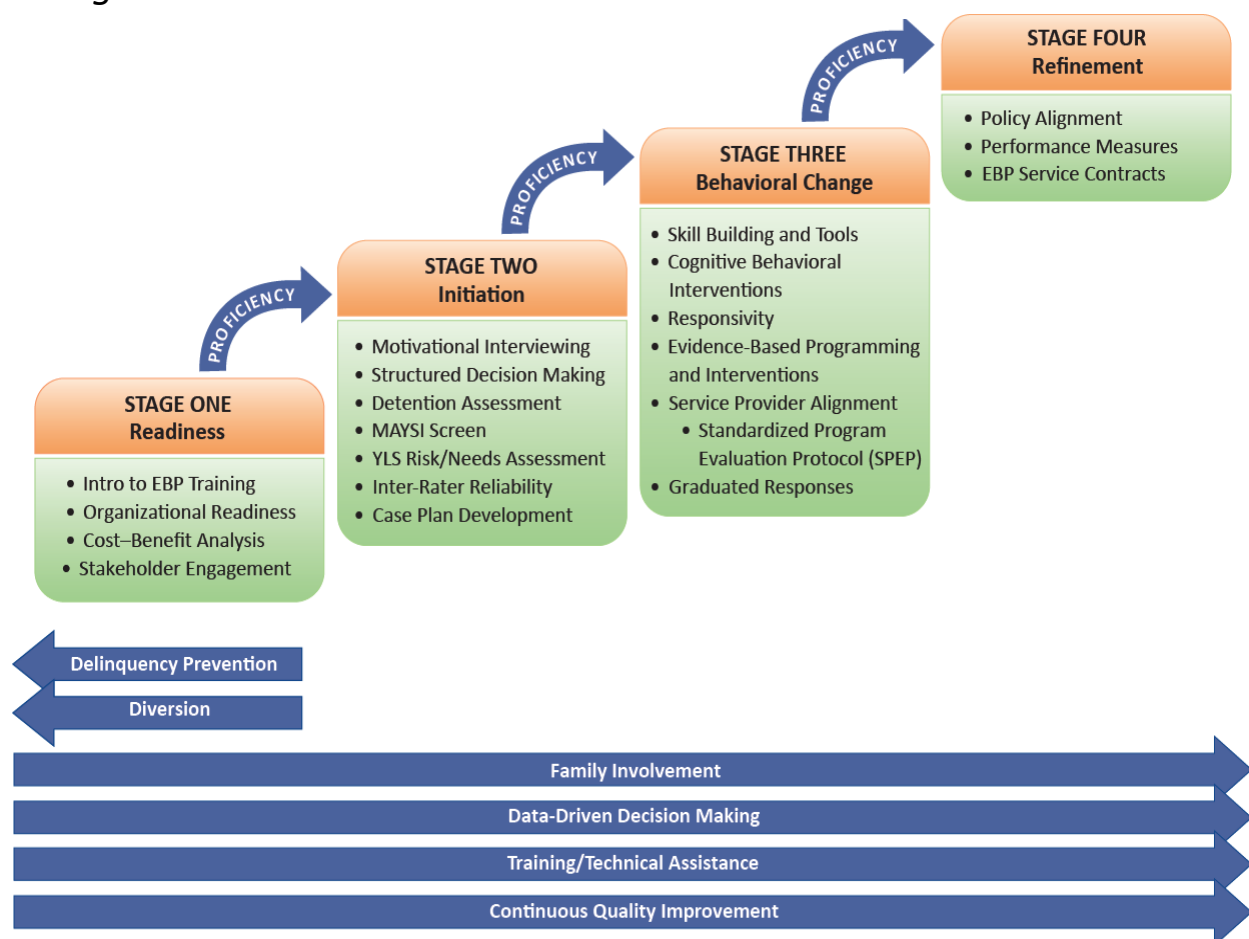 STAGE ONE
Readiness
• Intro to EBP Training
• Organizational Readiness
• Cost–Benefit Analysis
• Stakeholder Engagement
PROFICIENCY
STAGE TWO
Initiation
• Motivational Interviewing
• Structured Decision Making
• Detention Assessment
• MAYSI Screen
• YLS Risk/Needs Assessment
• Inter-Rater Reliability
• Case Plan Development
PROFICIENCY
STAGE THREE
Behavioral Change
• Skill Building and Tools
• Cognitive Behavioral
Interventions
• Responsivity
• Evidence-Based Programming
and Interventions
• Service Provider Alignment
• Standardized Program
Evaluation Protocol (SPEP)
• Graduated Responses
PROFICIENCY
STAGE FOUR
Refinement
• Policy Alignment
• Performance Measures
• EBP Service Contracts
Delinquency Prevention
Diversion
Family Involvement
Data-Driven Decision Making
Training/Technical Assistance
Continuous Quality Improvement